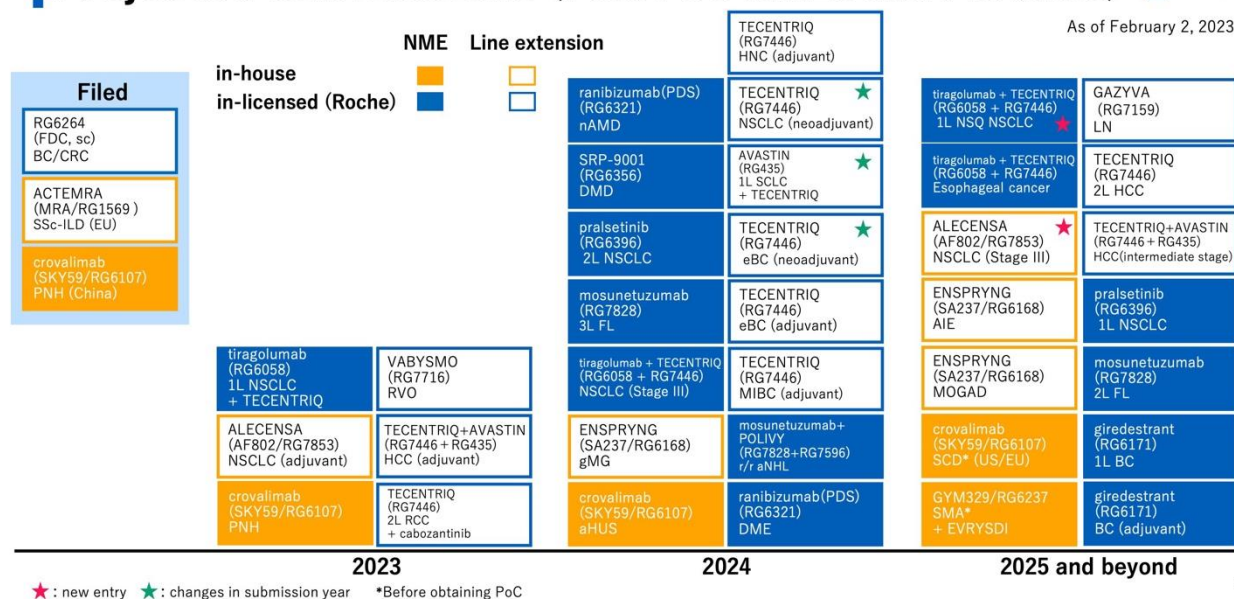 As of February 2, 2023
NME
Line extension
in-house
in-licensed (Roche)
Filed
RG6264
(FDC, sc)
BC/CRC
ACTEMRA
(MRA/RG1569 )
SSc-ILD (EU)
crovalimab
(SKY59/RG6107)
PNH (China)
tiragolumab
(RG6058)
1L NSCLC
+ TECENTRIQ
ALECENSA
(AF802/RG7853)
NSCLC (adjuvant)
crovalimab
(SKY59/RG6107)
PNH
VABYSMO
(RG7716)
RVO
TECENTRIQ+AVASTIN
(RG7446+RG435)
HCC (adjuvant)
TECENTRIQ
(RG7446)
2L RCC
+ cabozantinib
ranibizumab(PDS)
(RG6321)
nAMD
SRP-9001
(RG6356)
DMD
pralsetinib
(RG6396)
2L NSCLC
mosunetuzumab
(RG7828)
3L FL
tiragolumab + TECENTRIQ
(RG6058 + RG7446)
NSCLC (Stage III)
ENSPRYNG
(SA237/RG6168)
gMG
crovalimab
(SKY59/RG6107)
aHUS
TECENTRIQ
(RG7446)
HNC (adjuvant)
TECENTRIQ
(RG7446)
NSCLC (neoadjuvant)
AVASTIN
(RG435)
1L SCLC
+ TECENTRIQ
TECENTRIQ
(RG7446)
eBC (neoadjuvant)
TECENTRIQ
(RG7446)
eBC (adjuvant)
TECENTRIQ
(RG7446)
MIBC (adjuvant)
mosunetuzumab+
POLIVY
(RG7828+RG7596)
r/r aNHL
ranibizumab(PDS)
(RG6321)
DME
tiragolumab + TECENTRIQ
(RG6058 + RG7446)
1L NSQ NSCLC
tiragolumab + TECENTRIQ
(RG6058 + RG7446)
Esophageal cancer
ALECENSA
(AF802/RG7853)
NSCLC (Stage III)
ENSPRYNG
(SA237/RG6168)
AIE
ENSPRYNG
(SA237/RG6168)
MOGAD
crovalimab
(SKY59/RG6107)
SCD* (US/EU)
GYM329/RG6237
SMA*
+ EVRYSDI
GAZYVA
(RG7159)
LN
TECENTRIQ
(RG7446)
2L HCC
TECENTRIQ+AVASTIN
(RG7446+RG435)
HCC(intermediate stage)
pralsetinib
(RG6396)
1L NSCLC
mosunetuzumab
(RG7828)
2L FL
giredestrant
(RG6171)
1L BC
giredestrant
(RG6171)
BC (adjuvant)
2023
2024
2025 and beyond
★: new entry ★: changes in submission year *Before obtaining PoC